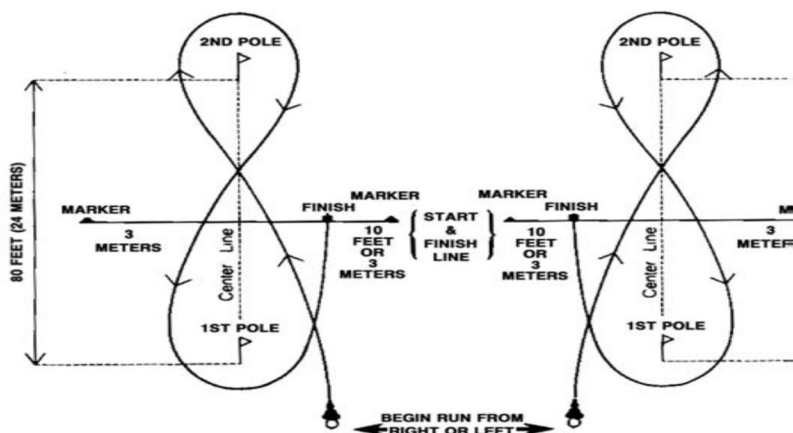 2ND POLE
80 FEET (24 METERS)
MARKER
3
METERS
Center Line
FINISH
MARKER
10
FEET
OR
3
METERS
1ST POLE
START
&
FINISH
LINE
2ND POLE
MARKER
FINISH
10
FEET
OR
3
METERS
Center Line
3
1ST POLE
BEGIN RUN FROM
RIGHT OR LEFT